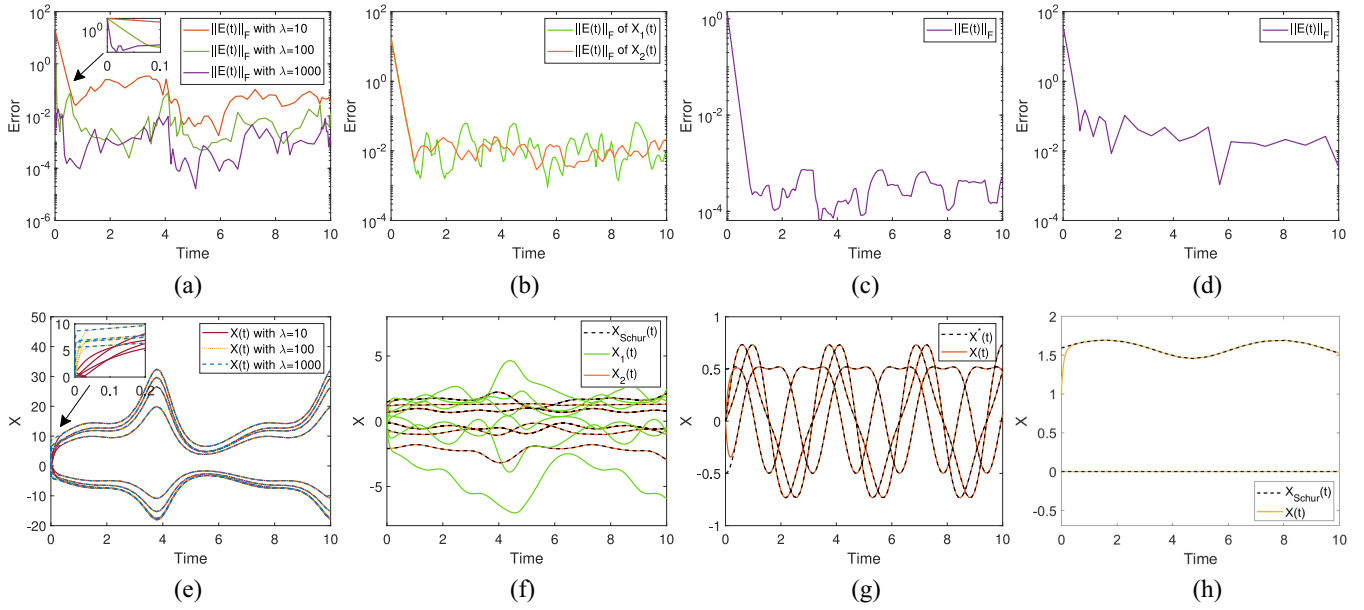 10^4
10^2
10^0
10^-2
10^-4
10^-6
Error
0 2 4 6 8 10
Time
10^0
0 0.1
||E(t)||_F with λ=10
||E(t)||_F with λ=100
||E(t)||_F with λ=1000
(a)
10^4
10^2
10^0
10^-2
10^-4
Error
0 2 4 6 8 10
Time
||E(t)||_F of X_1(t)
||E(t)||_F of X_2(t)
(b)
10^0
10^-2
10^-4
Error
0 2 4 6 8 10
Time
||E(t)||_F
(c)
10^4
10^2
10^0
10^-2
10^-4
Error
0 2 4 6 8 10
Time
||E(t)||_F
(d)
50
40
30
20
10
0
-10
-20
X
0 2 4 6 8 10
Time
10
5
0
0 0.1 0.2
X(t) with λ=10
X(t) with λ=100
X(t) with λ=1000
(e)
5
0
-5
X
0 2 4 6 8 10
Time
X_Schur(t)
X_1(t)
X_2(t)
(f)
1
0.5
0
-0.5
-1
X
0 2 4 6 8 10
Time
X^*(t)
X(t)
(g)
2
1.5
1
0.5
0
-0.5
X
0 2 4 6 8 10
Time
X_Schur(t)
X(t)
(h)